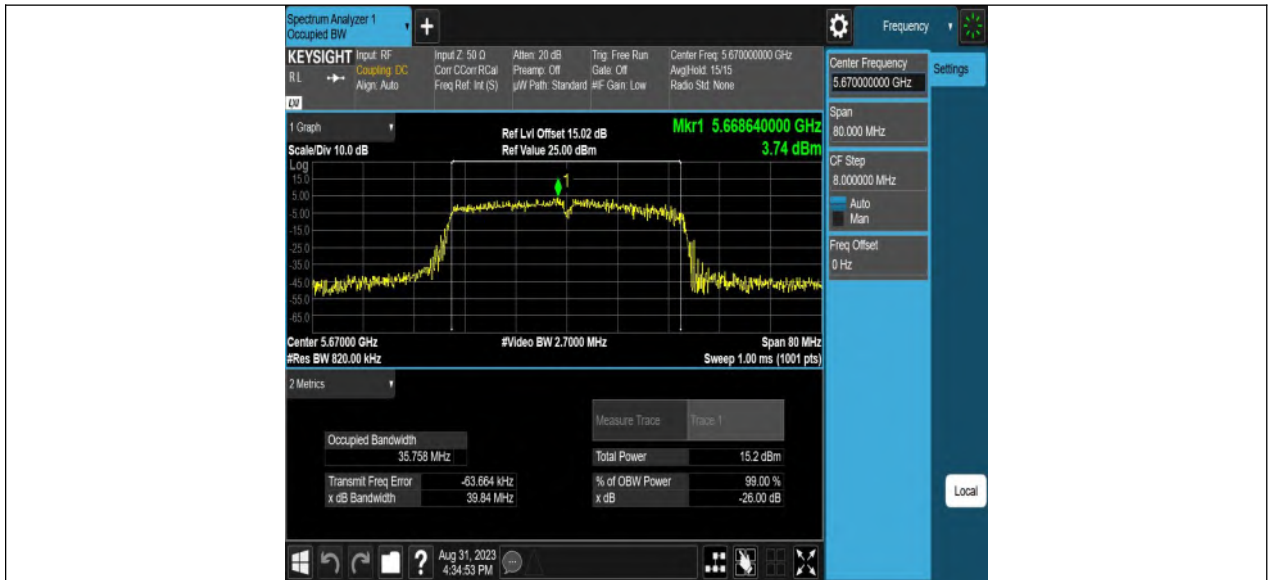 Spectrum Analyzer 1
Occupied BW
+
Frequency
KEYSIGHT Input: RF Input Z: 50 Ω Atten: 20 dB Trig: Free Run Center Freq: 5.670000000 GHz
RL Coupling: DC Corr CCorr RCal Preamp: Off Gate: Off Avg|Hold: 15/15
Align: Auto Freq Ref: Int (S) µW Path: Standard #IF Gain: Low Radio Std: None
LXI
Center Frequency
5.670000000 GHz
Settings
Span
80.000 MHz
CF Step
8.000000 MHz
Auto
Man
Freq Offset
0 Hz
1 Graph Ref Lvl Offset 15.02 dB Mkr1 5.668640000 GHz
Scale/Div 10.0 dB Ref Value 25.00 dBm 3.74 dBm
Log
15.0
5.00
-5.00
-15.0
-25.0
-35.0
-45.0
-55.0
-65.0
1
Center 5.67000 GHz #Video BW 2.7000 MHz Span 80 MHz
#Res BW 820.00 kHz Sweep 1.00 ms (1001 pts)
2 Metrics
Measure Trace Trace 1
Occupied Bandwidth
35.758 MHz Total Power 15.2 dBm
Transmit Freq Error -63.664 kHz % of OBW Power 99.00 %
x dB Bandwidth 39.84 MHz x dB -26.00 dB
Local
? Aug 31, 2023
4:34:53 PM